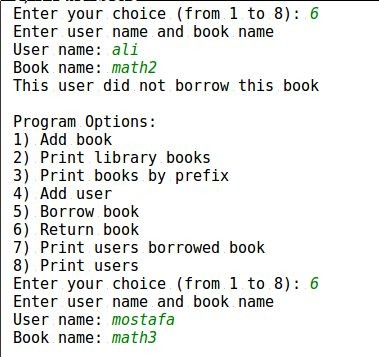 Enter your choice (from 1 to 8): 6
Enter user name and book name
User name: ali
Book name: math2
This user did not borrow this book
Program Options:
1) Add book
2) Print library books
3) Print books by prefix
4) Add user
5) Borrow book
6) Return book
7) Print users borrowed book
8) Print users
Enter your choice (from 1 to 8): 6
Enter user name and book name
User name: mostafa
Book name: math3